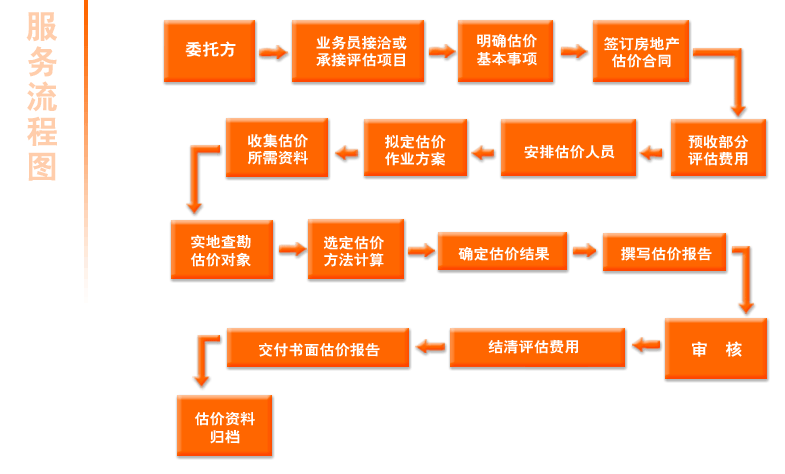 服务流程图
委托方
业务员接洽或
承接评估项目
明确估价
基本事项
签订房地产
估价合同
预收部分
评估费用
安排估价人员
拟定估价
作业方案
收集估价
所需资料
实地查勘
估价对象
选定估价
方法计算
确定估价结果
撰写估价报告
审 核
结清评估费用
交付书面估价报告
估价资料
归档